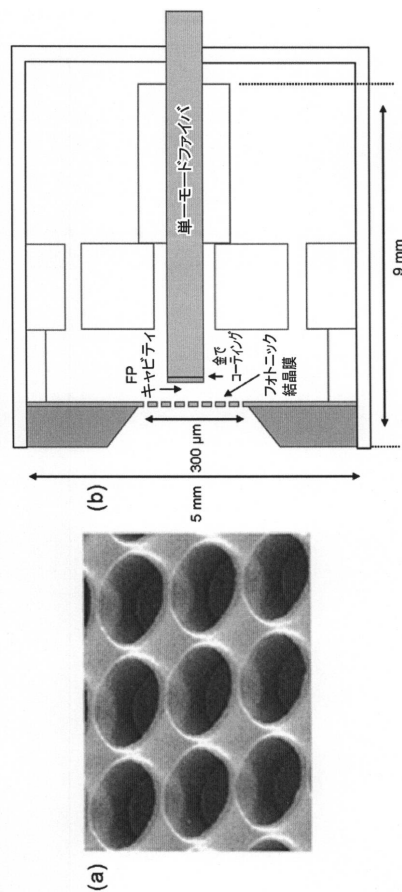 (a)
(b)
5 mm
300 µm
FP
キャビティ
金で
コーティング
フォトニック
結晶膜
単一モードファイバ
9 mm